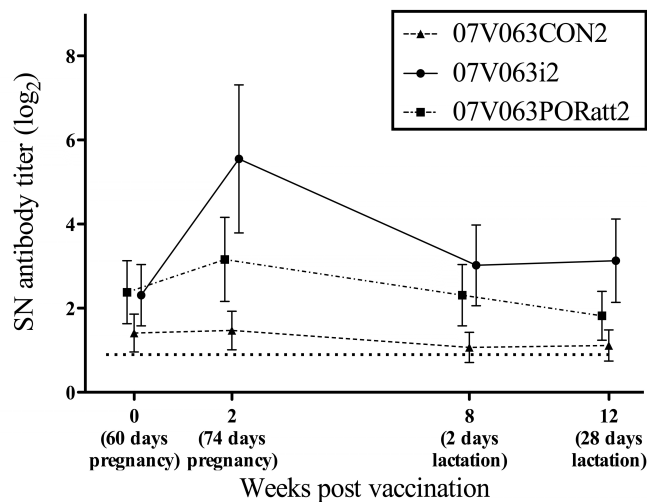 07V063CON2
07V063i2
07V063PORatt2
SN antibody titer (log₂)
8
6
4
2
0
0 2 8 12
(60 days (74 days (2 days (28 days
pregnancy) pregnancy) lactation) lactation)
Weeks post vaccination